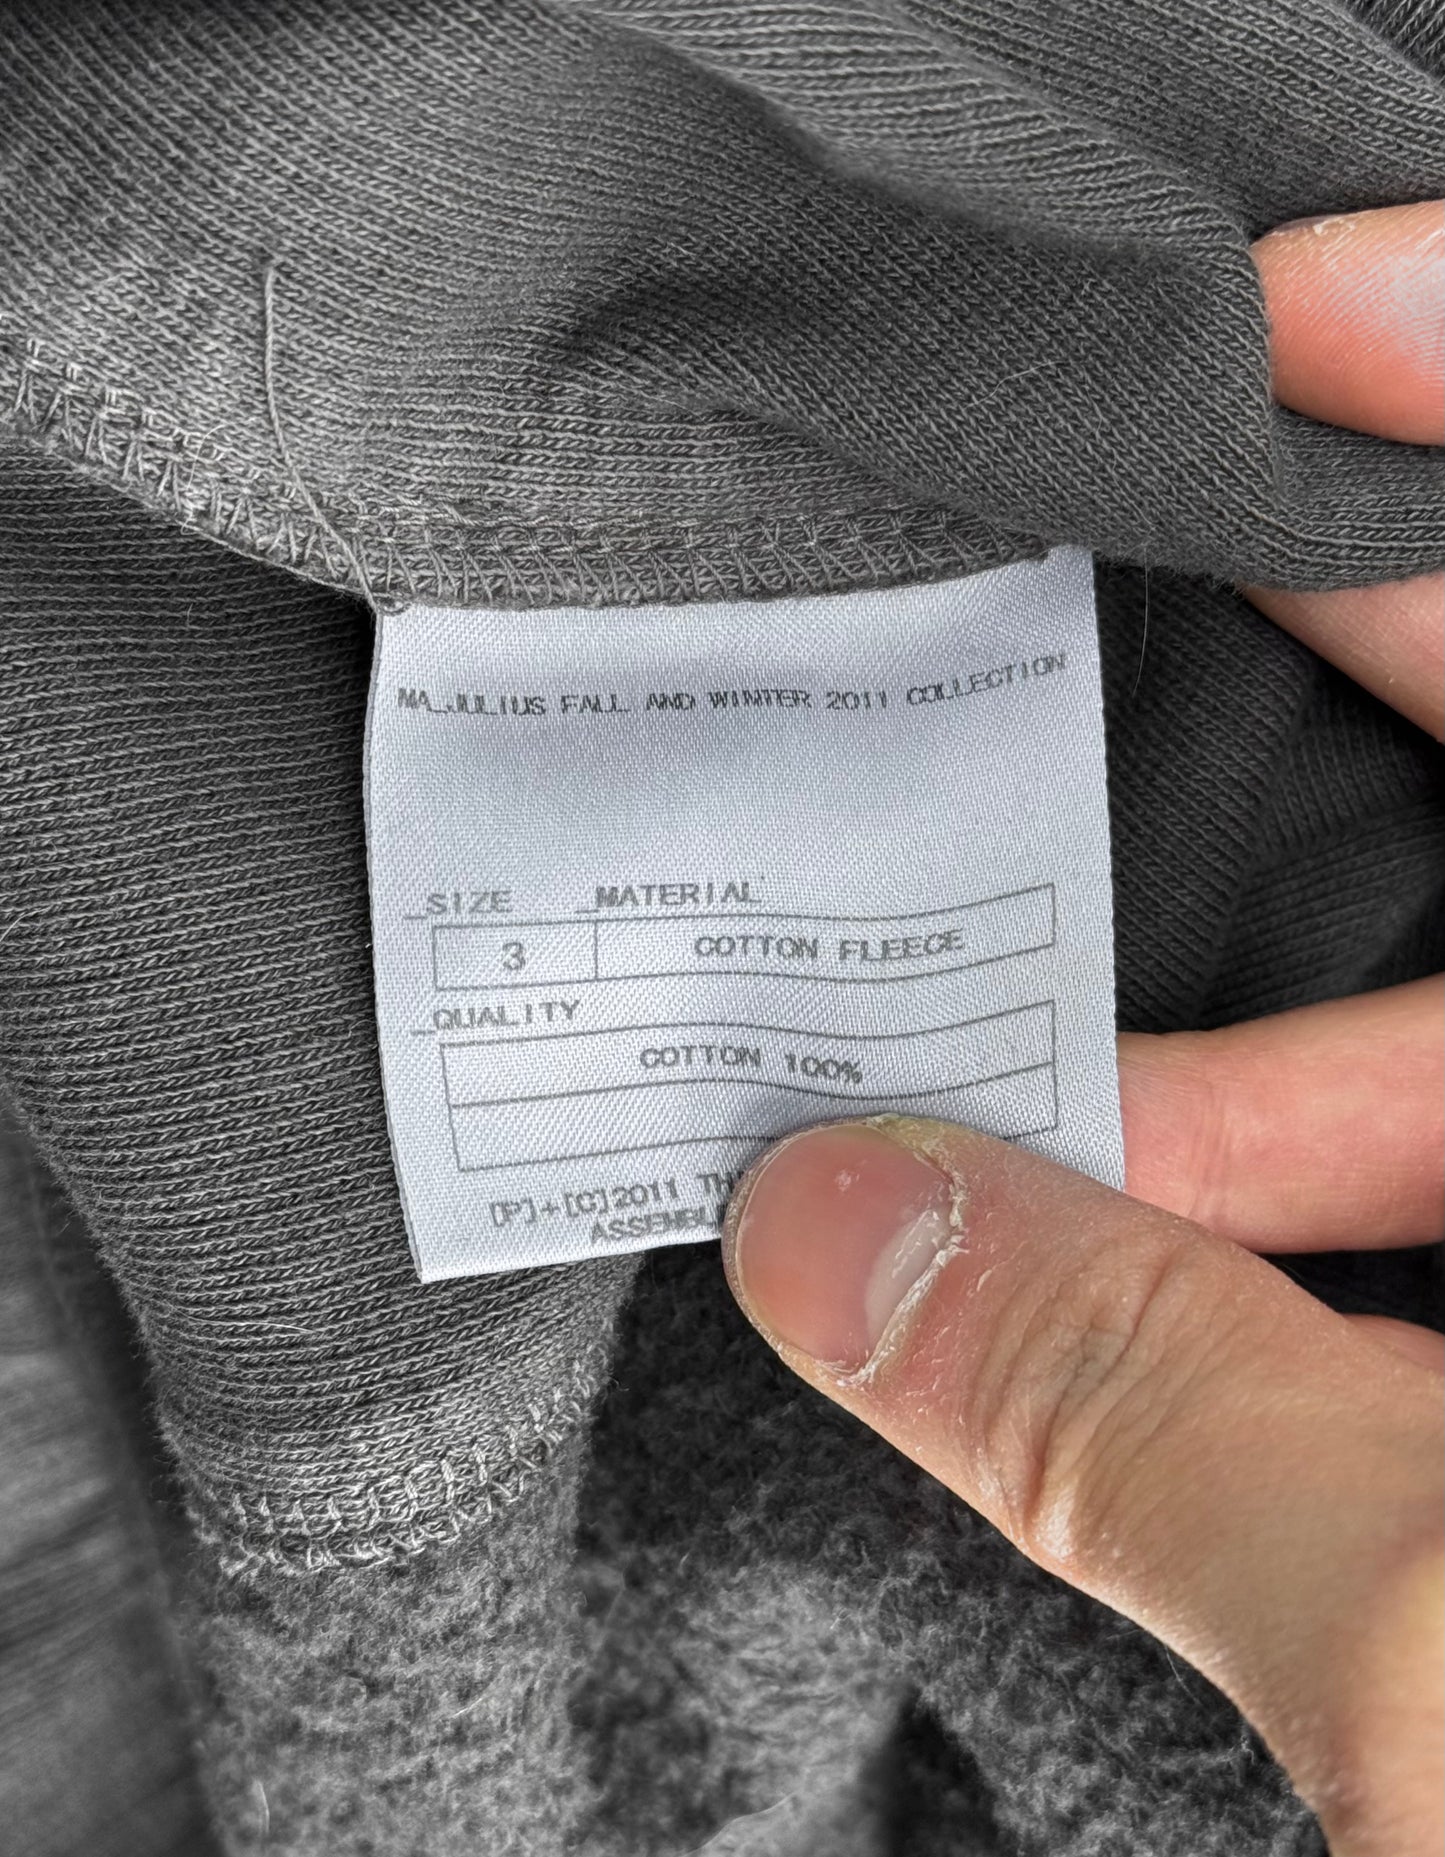 MA_JULIUS FALL AND WINTER 2011 COLLECTION
_SIZE _MATERIAL
3 COTTON FLEECE
_QUALITY
COTTON 100%
[P]+[C]2011